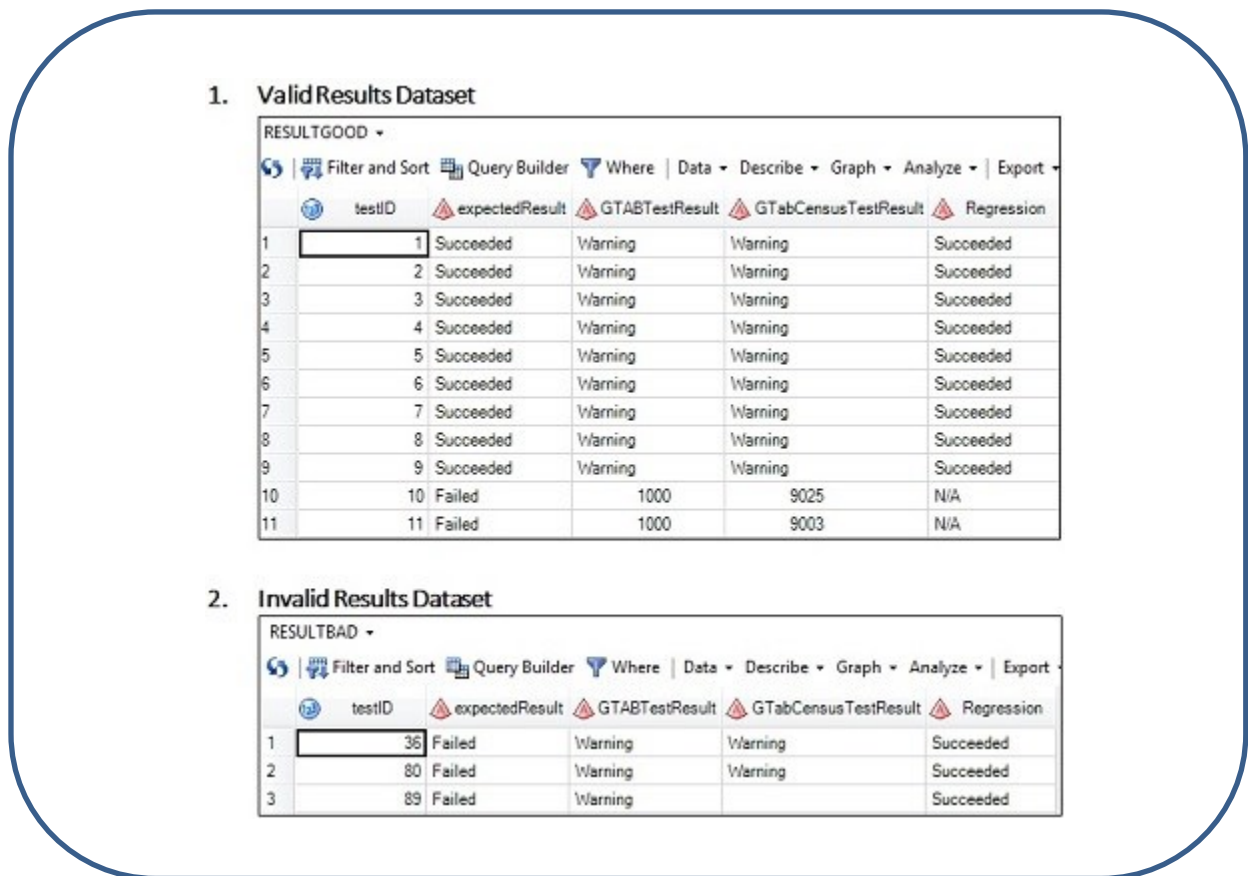 1. Valid Results Dataset
RESULTGOOD
Filter and Sort Query Builder Where Data Describe Graph Analyze Export
testID expectedResult GTABTestResult GTabCensusTestResult Regression
1 1 Succeeded Warning Warning Succeeded
2 2 Succeeded Warning Warning Succeeded
3 3 Succeeded Warning Warning Succeeded
4 4 Succeeded Warning Warning Succeeded
5 5 Succeeded Warning Warning Succeeded
6 6 Succeeded Warning Warning Succeeded
7 7 Succeeded Warning Warning Succeeded
8 8 Succeeded Warning Warning Succeeded
9 9 Succeeded Warning Warning Succeeded
10 10 Failed 1000 9025 N/A
11 11 Failed 1000 9003 N/A
2. Invalid Results Dataset
RESULTBAD
Filter and Sort Query Builder Where Data Describe Graph Analyze Export
testID expectedResult GTABTestResult GTabCensusTestResult Regression
1 36 Failed Warning Warning Succeeded
2 80 Failed Warning Warning Succeeded
3 89 Failed Warning Succeeded